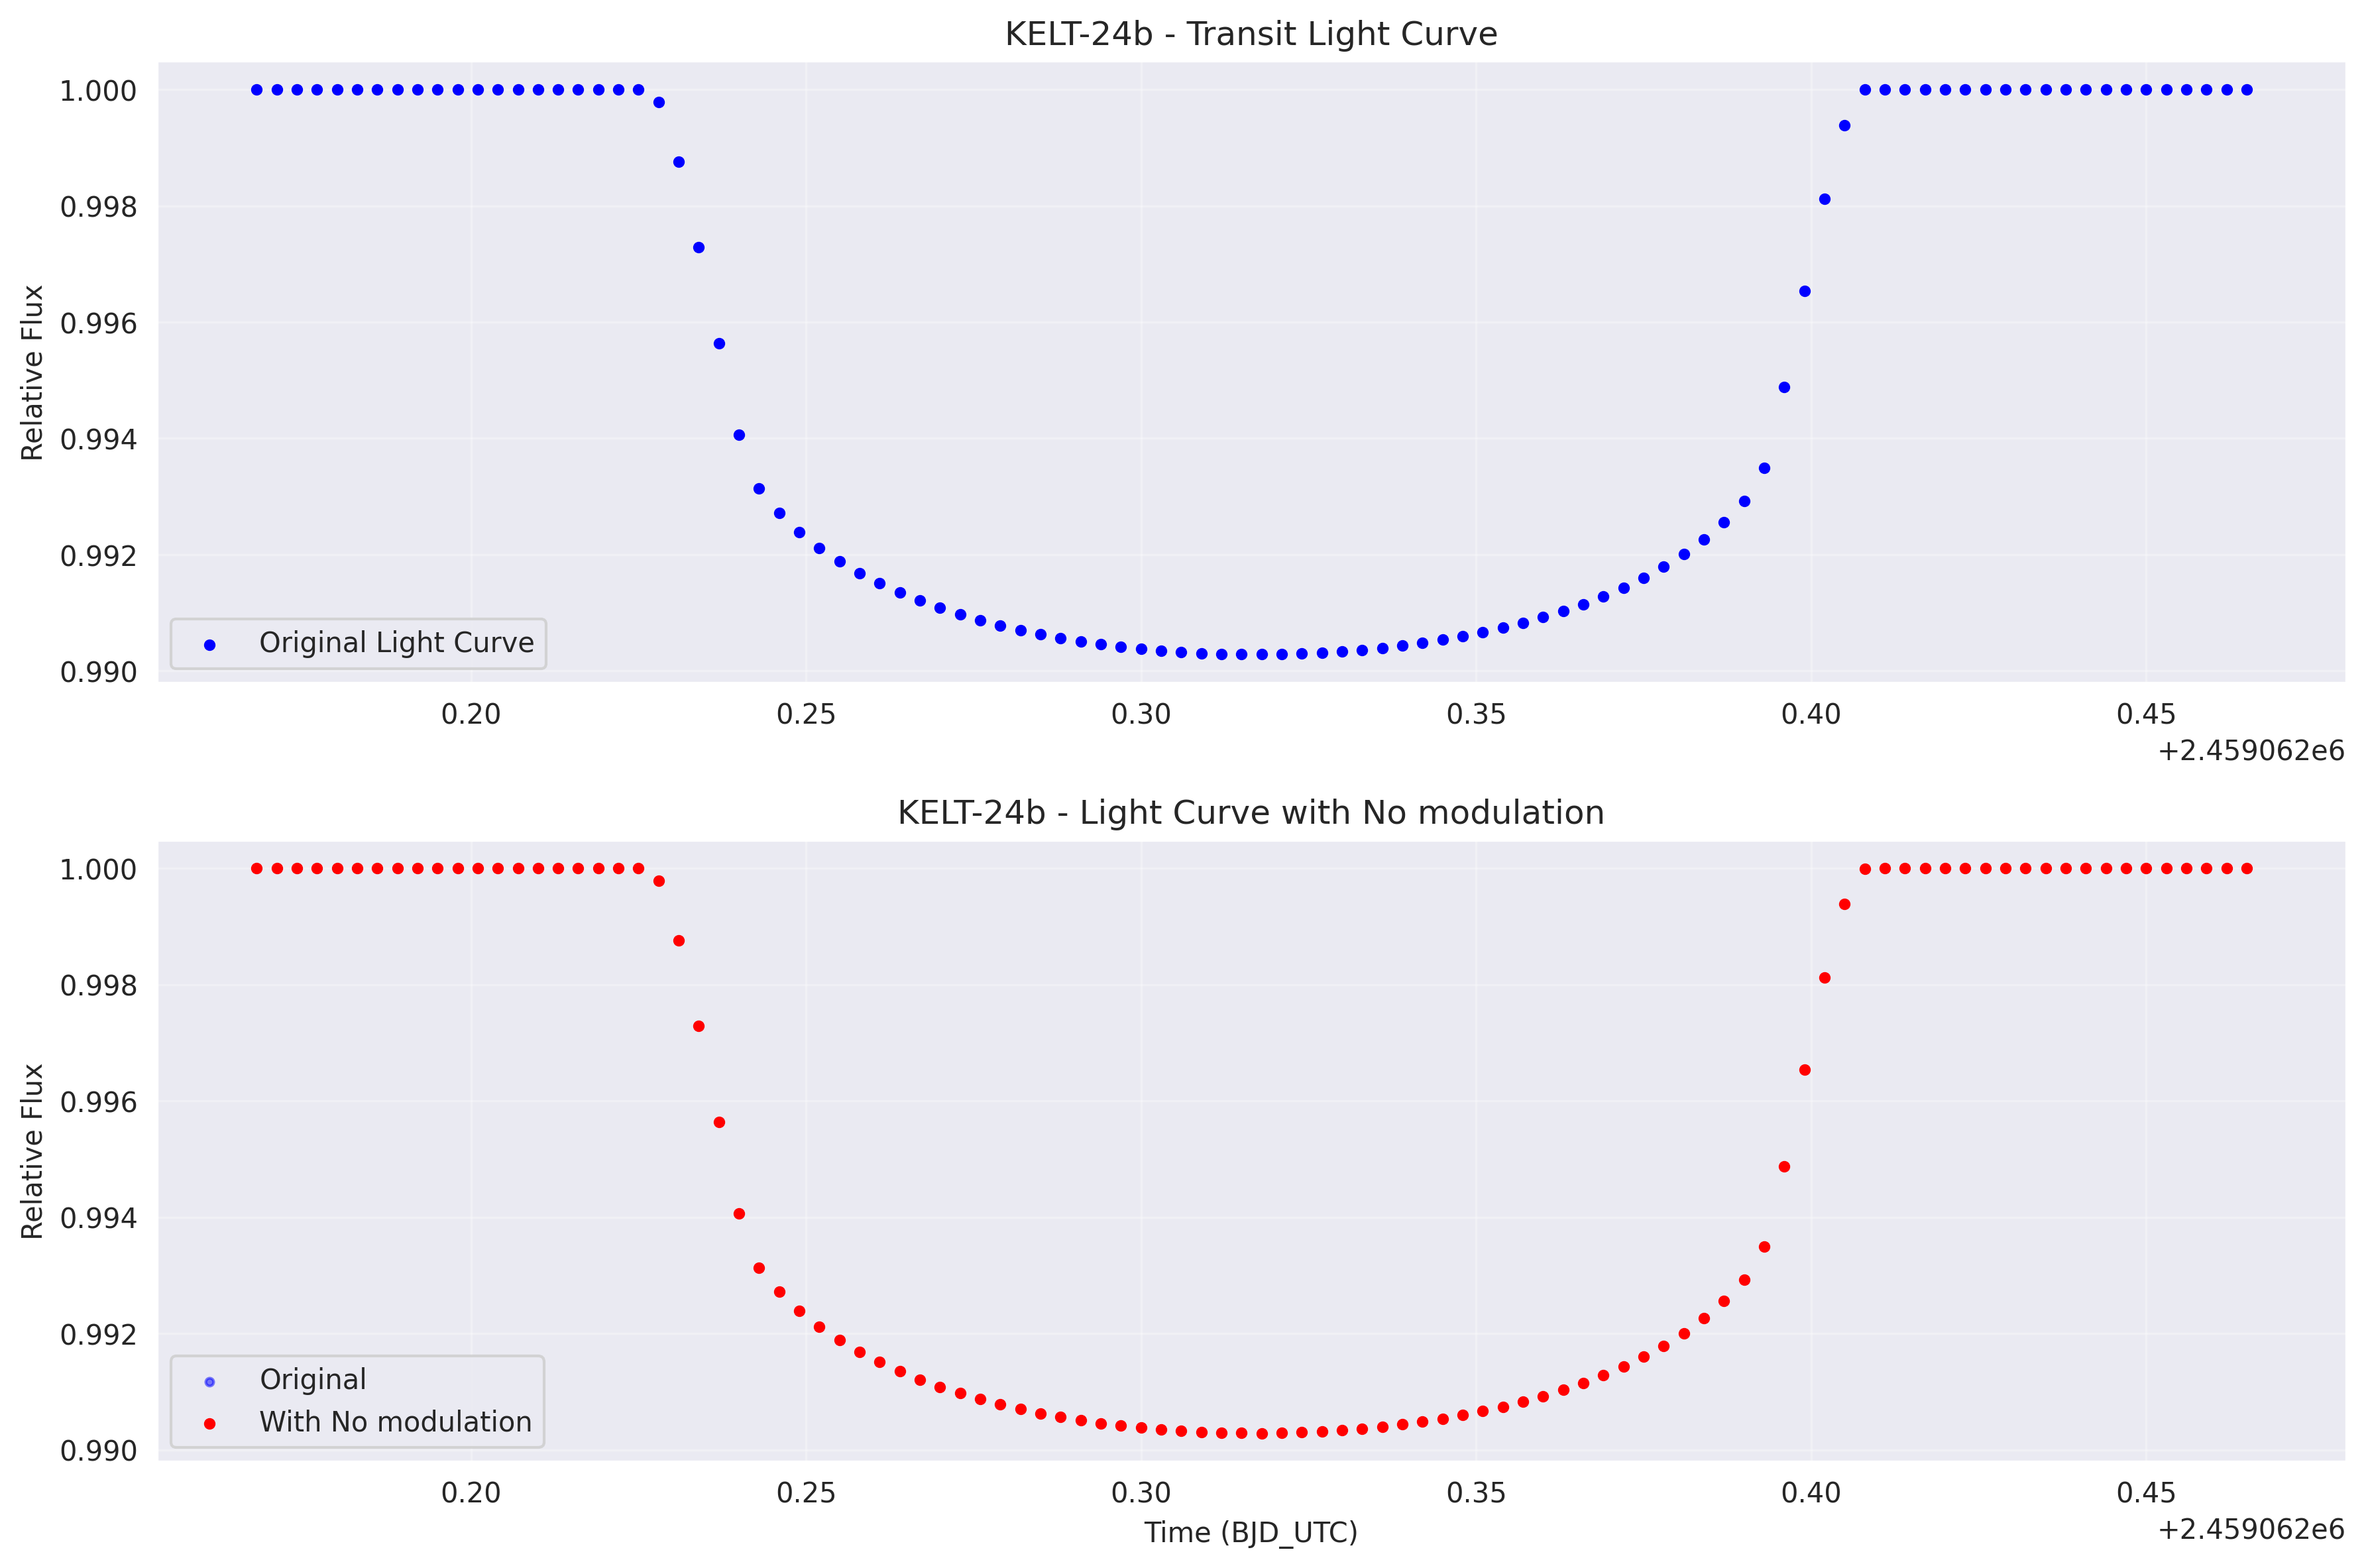 KELT-24b - Transit Light Curve
Relative Flux
1.000
0.998
0.996
0.994
0.992
0.990
Original Light Curve
0.20 0.25 0.30 0.35 0.40 0.45
+2.459062e6
KELT-24b - Light Curve with No modulation
Relative Flux
1.000
0.998
0.996
0.994
0.992
0.990
Original
With No modulation
0.20 0.25 0.30 0.35 0.40 0.45
Time (BJD_UTC)
+2.459062e6